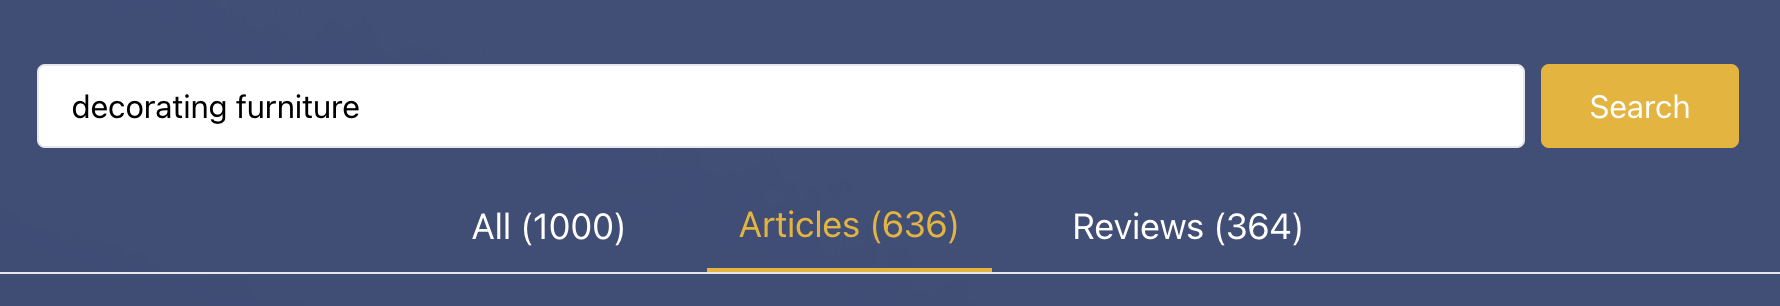 decorating furniture
Search
All (1000)
Articles (636)
Reviews (364)